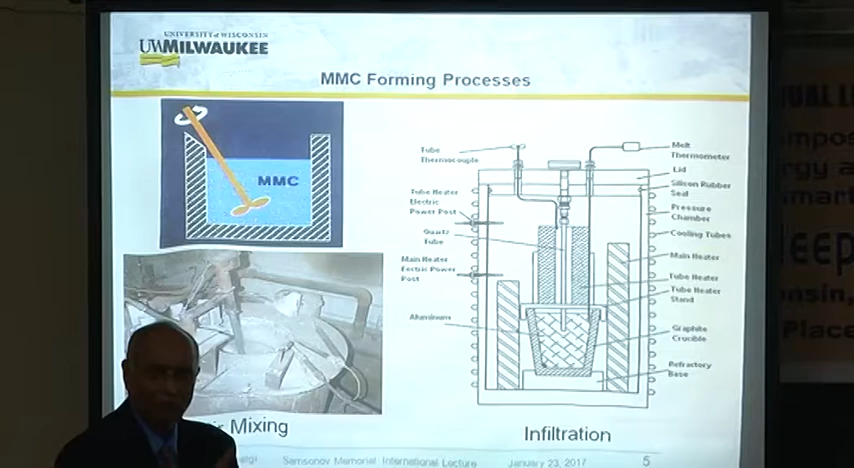 UNIVERSITY of WISCONSIN
UWMILWAUKEE
MMC Forming Processes
MMC
Tube
Thermocouple
Tube Heater
Electric
Power Post
Quartz
Tube
Main Heater
Electric Power
Post
Aluminum
Melt
Thermometer
Lid
Silicon Rubber
Seal
Pressure
Chamber
Cooling Tubes
Main Heater
Tube Heater
Tube Heater
Stand
Graphite
Crucible
Refractory
Base
Mixing
Infiltration
Samsonov Memorial International Lecture
January 23, 2017
5
Place